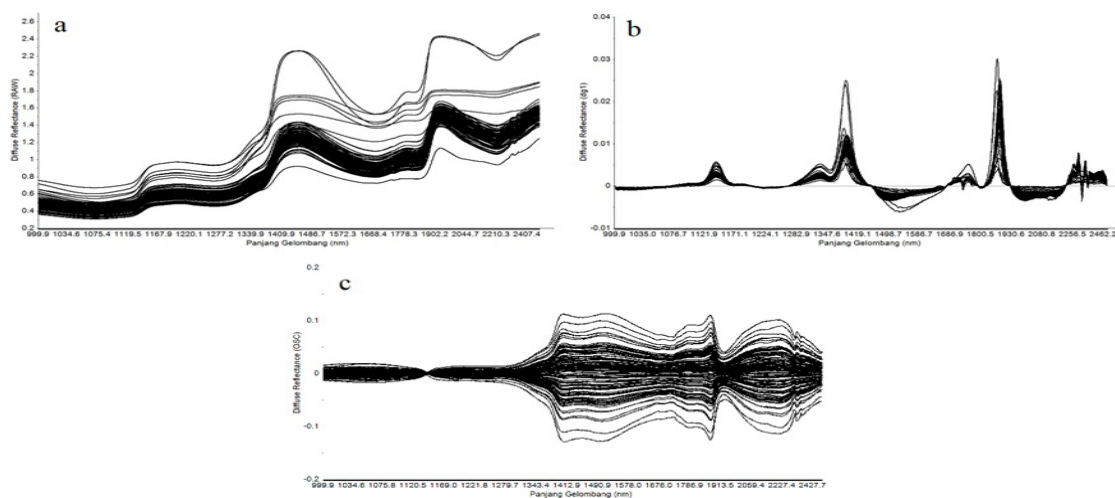 a
2.6
2.4
2.2
2
1.8
1.6
1.4
1.2
1
0.8
0.6
0.4
0.2
Diffuse Reflectance (RAW)
999.9 1034.6 1075.4 1119.5 1167.9 1220.1 1277.2 1339.9 1409.9 1486.7 1572.3 1668.4 1778.3 1902.2 2044.7 2210.3 2407.4
Panjang Gelombang (nm)
b
0.04
0.03
0.02
0.01
0
-0.01
Diffuse Reflectance (dg1)
999.9 1035.0 1076.7 1121.9 1171.1 1224.1 1282.9 1347.6 1419.1 1498.7 1686.9 1800.5 1930.6 2080.8 2256.5 2462.2
Panjang Gelombang (nm)
c
0.2
0.1
0
-0.1
-0.2
Diffuse Reflectance (OSC)
999.9 1034.6 1075.8 1120.5 1169.0 1221.8 1279.7 1343.4 1412.9 1490.9 1578.0 1676.0 1786.9 1913.5 2059.4 2227.4 2427.7
Panjang Gelombang (nm)